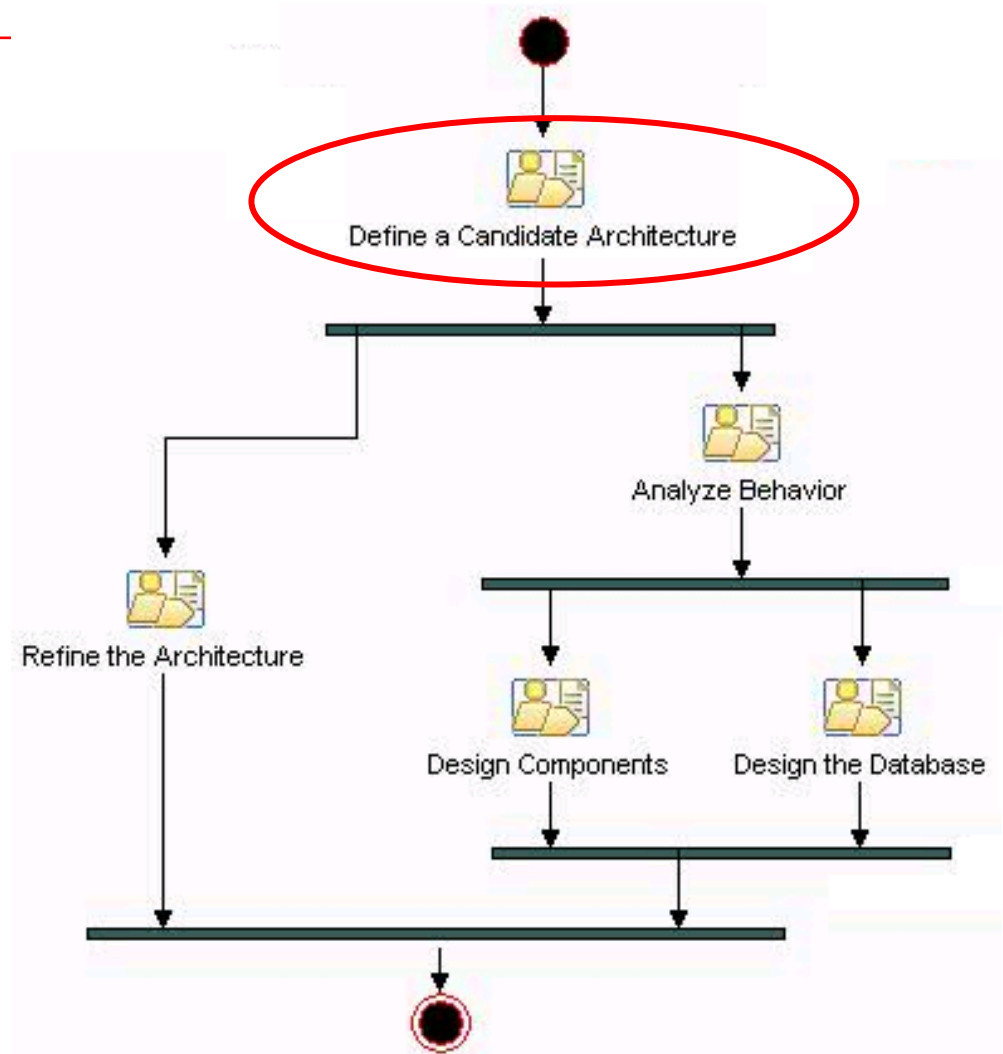 Define a Candidate Architecture
Analyze Behavior
Refine the Architecture
Design Components
Design the Database